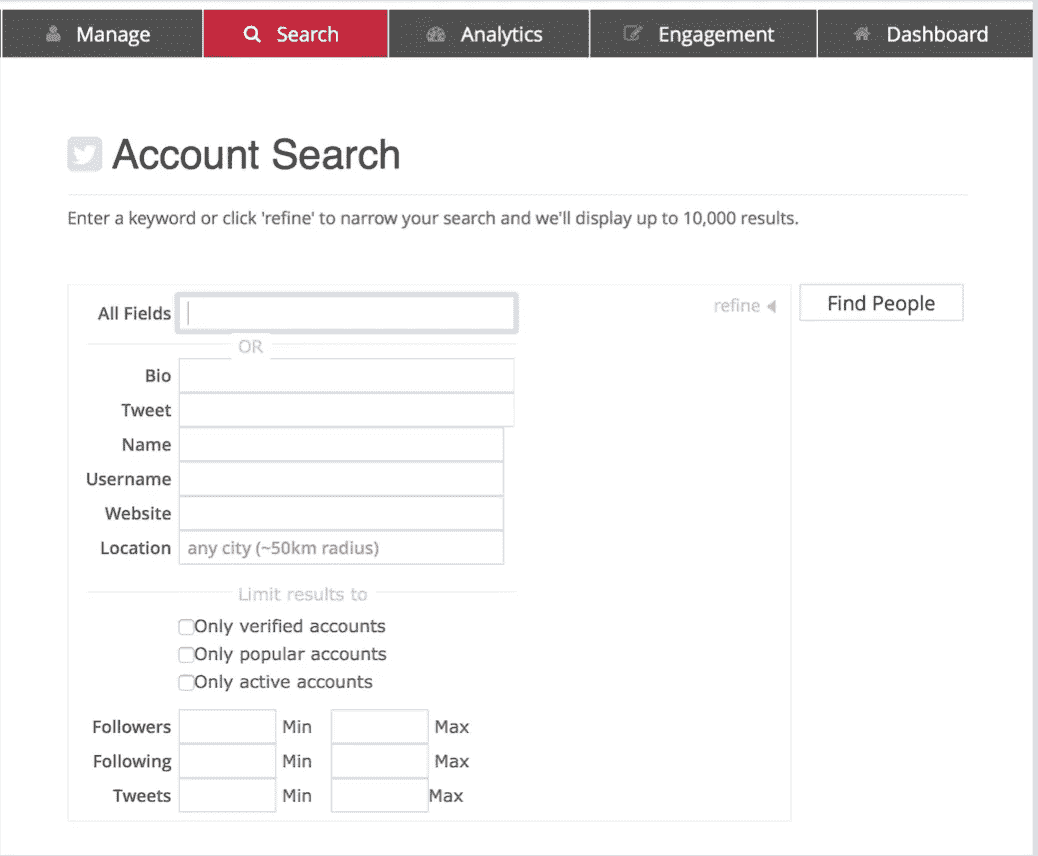 Manage Search Analytics Engagement Dashboard
Account Search
Enter a keyword or click 'refine' to narrow your search and we'll display up to 10,000 results.
All Fields refine Find People
OR
Bio
Tweet
Name
Username
Website
Location any city (~50km radius)
Limit results to
Only verified accounts
Only popular accounts
Only active accounts
Followers Min Max
Following Min Max
Tweets Min Max